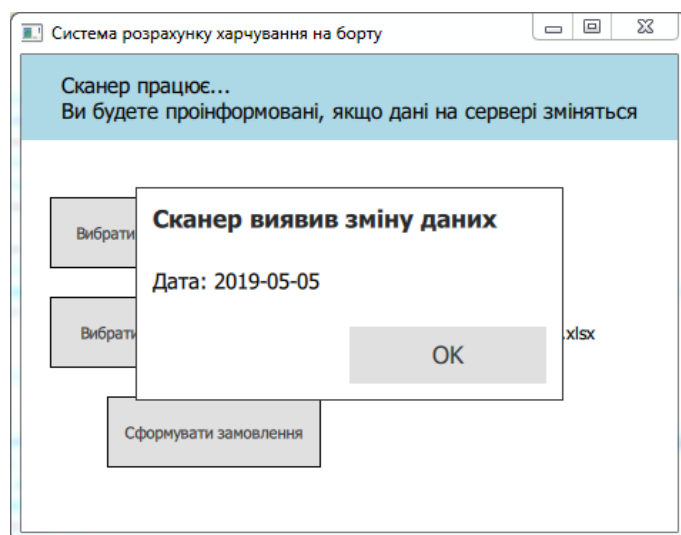 Система розрахунку харчування на борту
Сканер працює...
Ви будете проінформовані, якщо дані на сервері зміняться
Вибрати
Сканер виявив зміну даних
Дата: 2019-05-05
Вибрати
.xlsx
OK
Сформувати замовлення